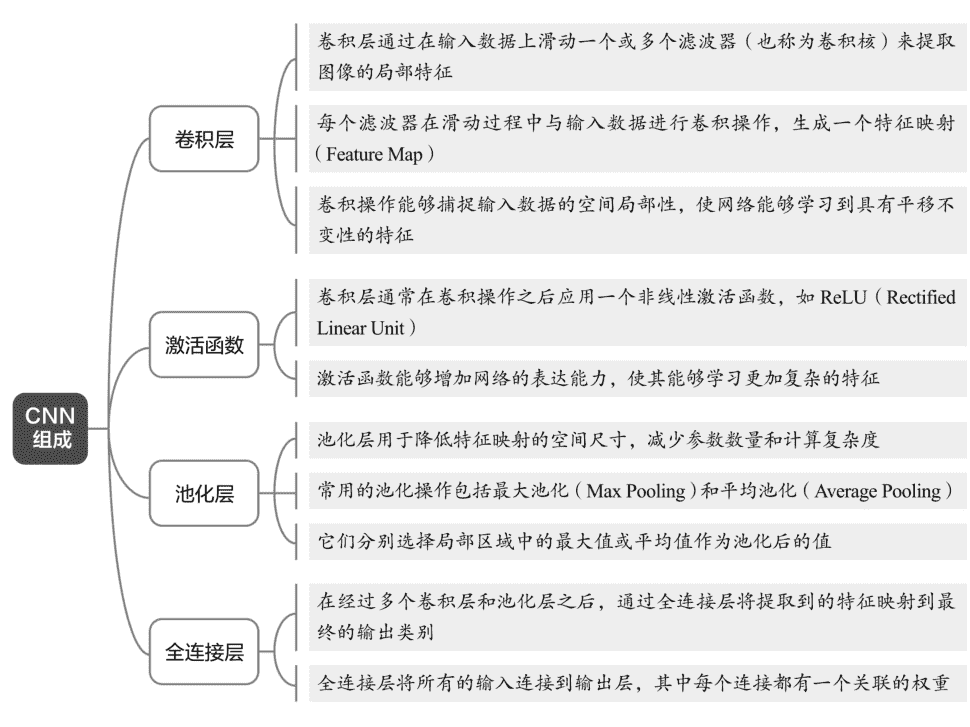 CNN
组成
卷积层
卷积层通过在输入数据上滑动一个或多个滤波器（也称为卷积核）来提取
图像的局部特征
每个滤波器在滑动过程中与输入数据进行卷积操作，生成一个特征映射
（Feature Map）
卷积操作能够捕捉输入数据的空间局部性，使网络能够学习到具有平移不
变性的特征
激活函数
卷积层通常在卷积操作之后应用一个非线性激活函数，如 ReLU（Rectified
Linear Unit）
激活函数能够增加网络的表达能力，使其能够学习更加复杂的特征
池化层
池化层用于降低特征映射的空间尺寸，减少参数数量和计算复杂度
常用的池化操作包括最大池化（Max Pooling）和平均池化（Average Pooling）
它们分别选择局部区域中的最大值或平均值作为池化后的值
全连接层
在经过多个卷积层和池化层之后，通过全连接层将提取到的特征映射到最
终的输出类别
全连接层将所有的输入连接到输出层，其中每个连接都有一个关联的权重